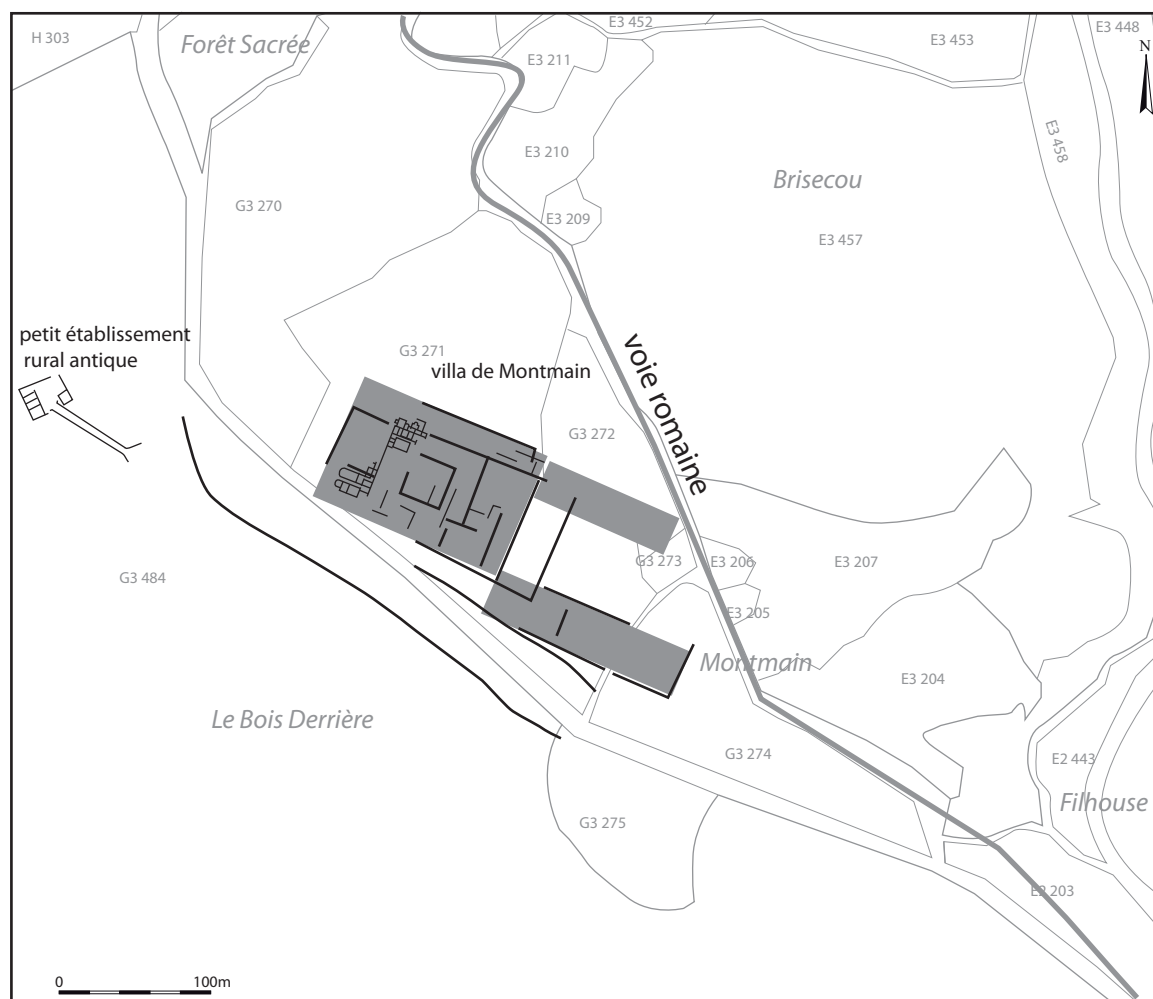 E3 452
H 303
Forêt Sacrée
E3 453
E3 448
N
E3 211
E3 458
E3 210
Brisecou
G3 270
E3 209
E3 457
petit établissement
rural antique
voie romaine
G3 271
villa de Montmain
G3 272
G3 273
E3 206
E3 207
G3 484
E3 205
Montmain
E3 204
Le Bois Derrière
G3 274
E2 443
Filhouse
G3 275
E2 203
0
100m